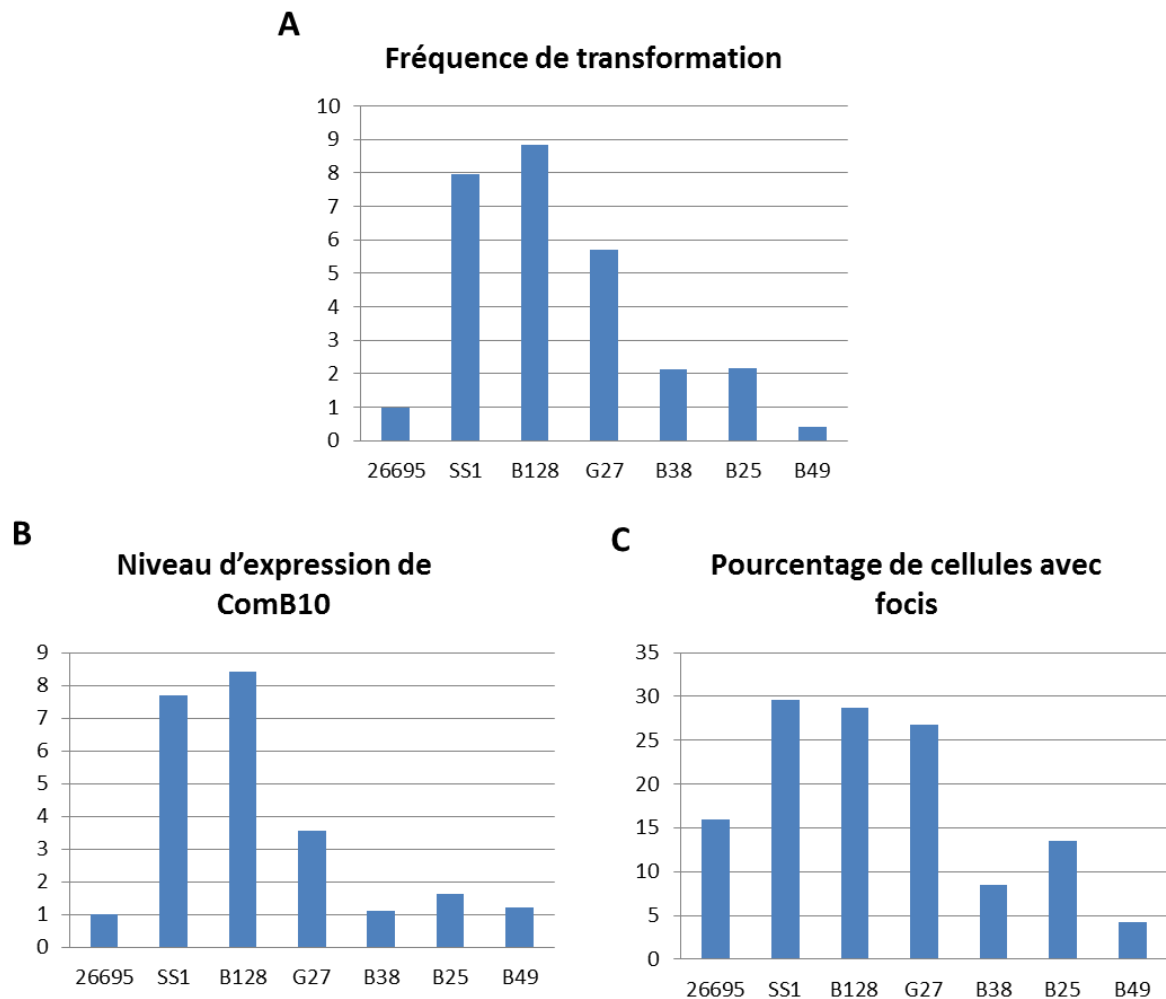 A
Fréquence de transformation
10
9
8
7
6
5
4
3
2
1
0
26695 SS1 B128 G27 B38 B25 B49
B
Niveau d’expression de
ComB10
9
8
7
6
5
4
3
2
1
0
26695 SS1 B128 G27 B38 B25 B49
C
Pourcentage de cellules avec
focis
35
30
25
20
15
10
5
0
26695 SS1 B128 G27 B38 B25 B49